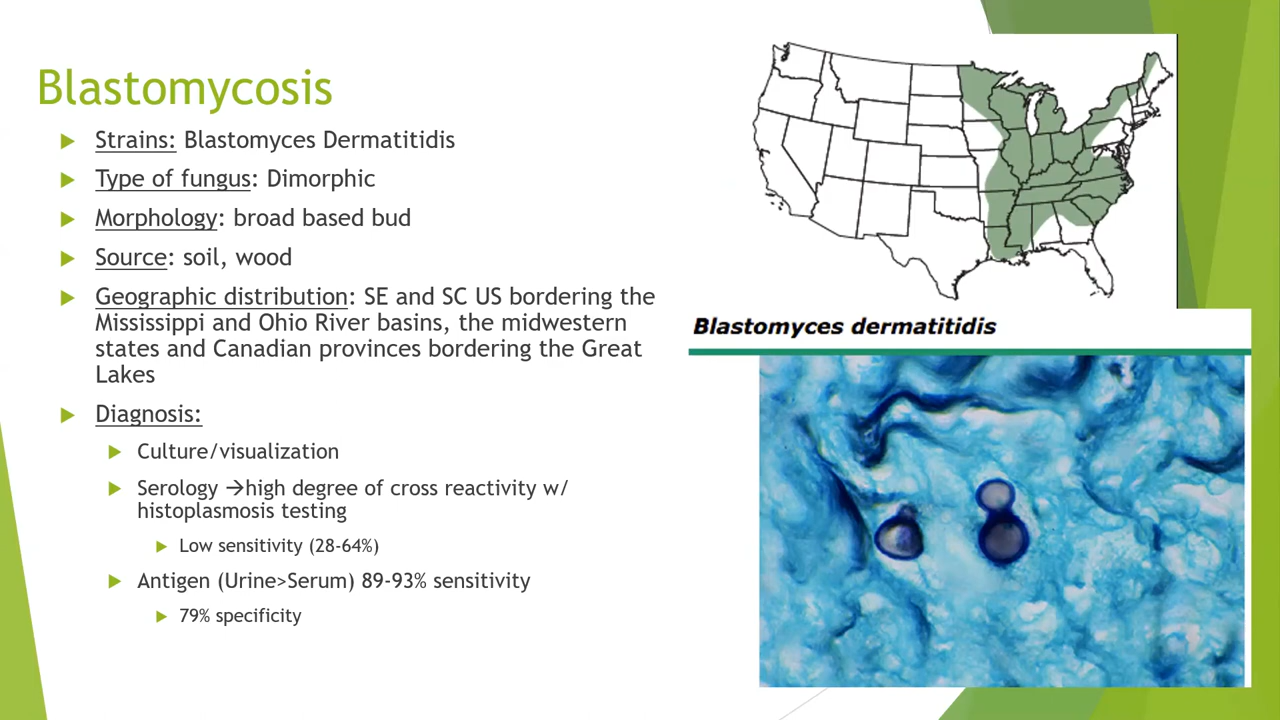 Blastomycosis
Strains: Blastomyces Dermatitidis
Type of fungus: Dimorphic
Morphology: broad based bud
Source: soil, wood
Geographic distribution: SE and SC US bordering the
Mississippi and Ohio River basins, the midwestern
states and Canadian provinces bordering the Great
Lakes
Diagnosis:
Culture/visualization
Serology →high degree of cross reactivity w/
histoplasmosis testing
Low sensitivity (28-64%)
Antigen (Urine>Serum) 89-93% sensitivity
79% specificity
Blastomyces dermatitidis